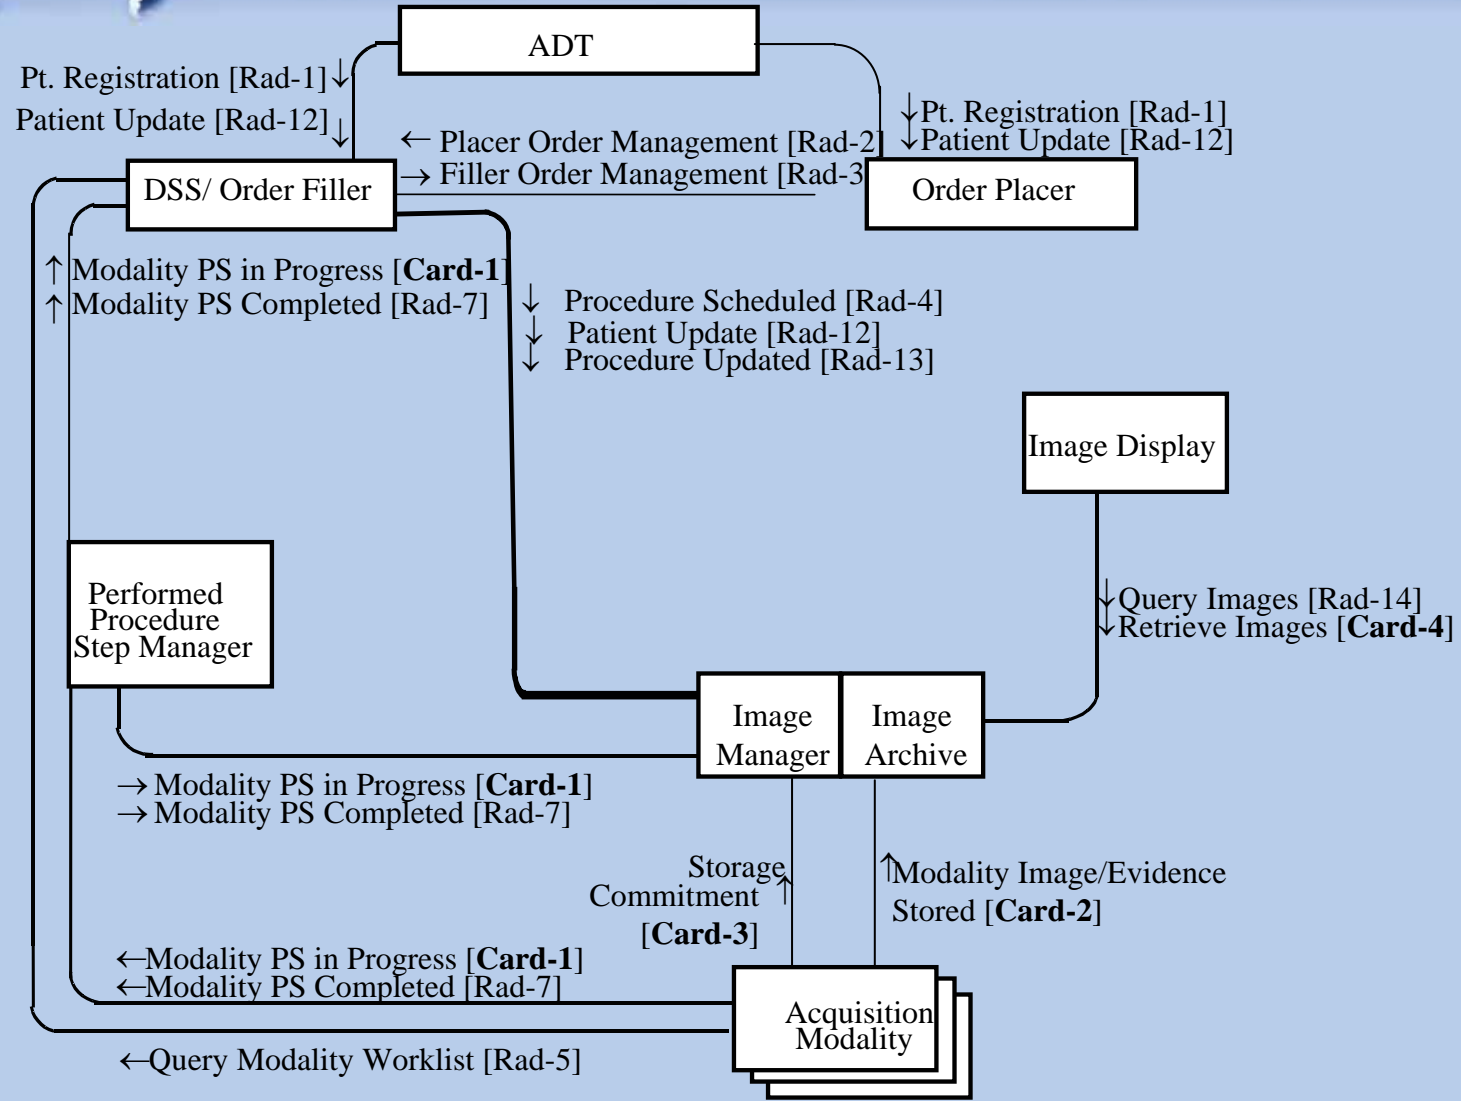 ADT
Pt. Registration [Rad-1]↓
Patient Update [Rad-12]↓
↓Pt. Registration [Rad-1]
↓Patient Update [Rad-12]
← Placer Order Management [Rad-2]
→ Filler Order Management [Rad-3
DSS/ Order Filler
Order Placer
↑ Modality PS in Progress [Card-1]
↑ Modality PS Completed [Rad-7]
↓ Procedure Scheduled [Rad-4]
↓ Patient Update [Rad-12]
↓ Procedure Updated [Rad-13]
Image Display
Performed
Procedure
Step Manager
↓Query Images [Rad-14]
↓Retrieve Images [Card-4]
Image
Manager
Image
Archive
→ Modality PS in Progress [Card-1]
→ Modality PS Completed [Rad-7]
Storage
Commitment ↑
[Card-3]
↑Modality Image/Evidence
Stored [Card-2]
←Modality PS in Progress [Card-1]
←Modality PS Completed [Rad-7]
Acquisition
Modality
←Query Modality Worklist [Rad-5]